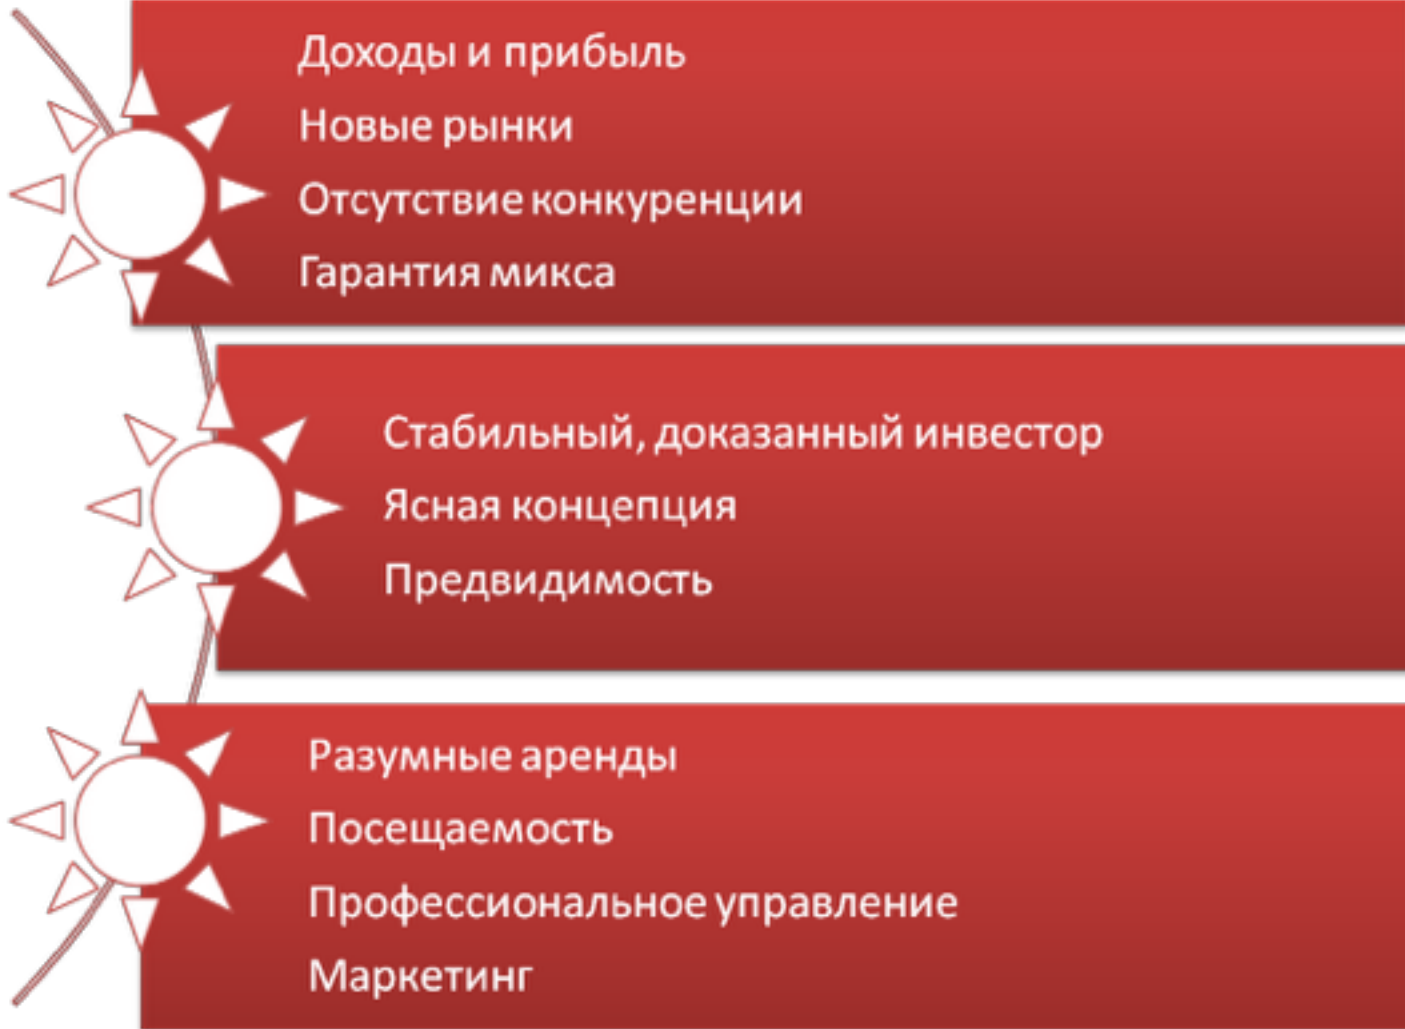 Доходы и прибыль
Новые рынки
Отсутствие конкуренции
Гарантия микса
Стабильный, доказанный инвестор
Ясная концепция
Предвидимость
Разумные аренды
Посещаемость
Профессиональное управление
Маркетинг